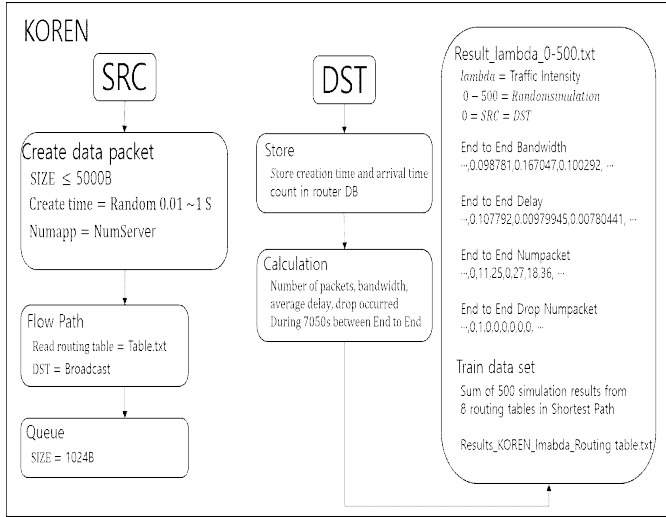 KOREN
SRC
Create data packet
SIZE ≤ 5000B
Create time = Random 0.01 ~1 S
Numapp = NumServer
Flow Path
Read routing table = Table.txt
DST = Broadcast
Queue
SIZE = 1024B
DST
Store
Store creation time and arrival time
count in router DB
Calculation
Number of packets, bandwidth,
average delay, drop occurred
During 7050s between End to End
Result_lambda_0-500.txt
lambda = Traffic Intensity
0 − 500 = Randomsimulation
0 = SRC = DST
End to End Bandwidth
···,0.098781,0.167047,0.100292, ···
End to End Delay
···,0.107792,0.00979945,0.00780441, ···
End to End Numpacket
···,0,11,25,0,27,18,36, ···
End to End Drop Numpacket
···,0,1,0,0,0,0,0, ···
Train data set
Sum of 500 simulation results from
8 routing tables in Shortest Path
Results_KOREN_lmabda_Routing table.txt